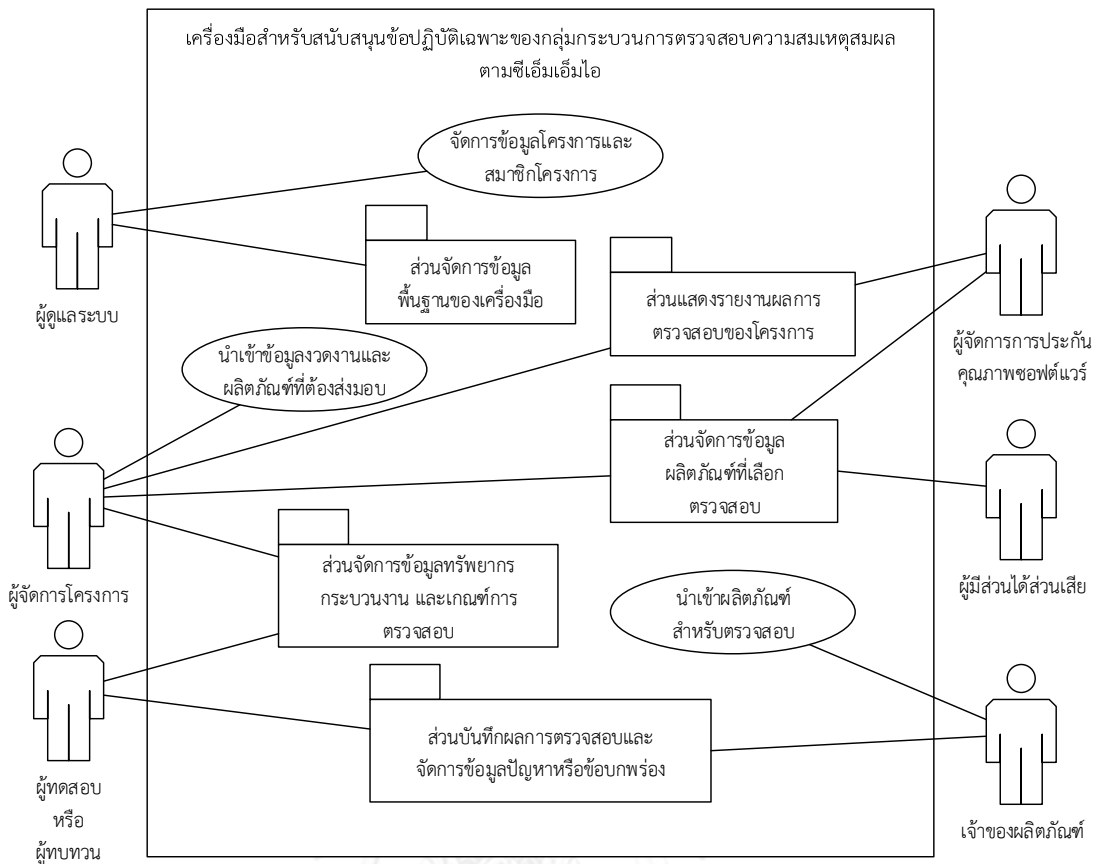 เครื่องมือสำหรับสนับสนุนข้อปฏิบัติเฉพาะของกลุ่มกระบวนการตรวจสอบความสมเหตุสมผล
ตามซีเอ็มเอ็มไอ
จัดการข้อมูลโครงการและ
สมาชิกโครงการ
ส่วนจัดการข้อมูล
พื้นฐานของเครื่องมือ
ผู้ดูแลระบบ
ส่วนแสดงรายงานผลการ
ตรวจสอบของโครงการ
ผู้จัดการการประกัน
คุณภาพซอฟต์แวร์
นำเข้าข้อมูลงวดงานและ
ผลิตภัณฑ์ที่ต้องส่งมอบ
ส่วนจัดการข้อมูล
ผลิตภัณฑ์ที่เลือก
ตรวจสอบ
ผู้จัดการโครงการ
ผู้มีส่วนได้ส่วนเสีย
ส่วนจัดการข้อมูลทรัพยากร
กระบวนงาน และเกณฑ์การ
ตรวจสอบ
นำเข้าผลิตภัณฑ์
สำหรับตรวจสอบ
ส่วนบันทึกผลการตรวจสอบและ
จัดการข้อมูลปัญหาหรือข้อบกพร่อง
ผู้ทดสอบ
หรือ
ผู้ทบทวน
เจ้าของผลิตภัณฑ์